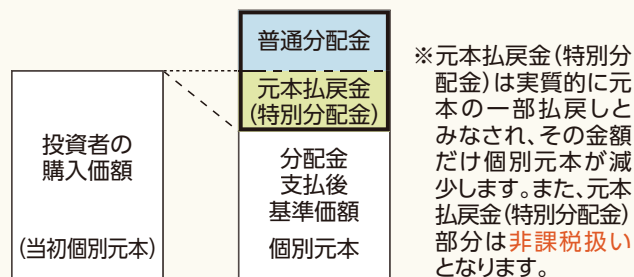 投資者の
購入価額
(当初個別元本)
普通分配金
元本払戻金
(特別分配金)
分配金
支払後
基準価額
個別元本
※元本払戻金(特別分
配金)は実質的に元
本の一部払戻しと
みなされ、その金額
だけ個別元本が減
少します。また、元本
払戻金(特別分配金)
部分は非課税扱い
となります。